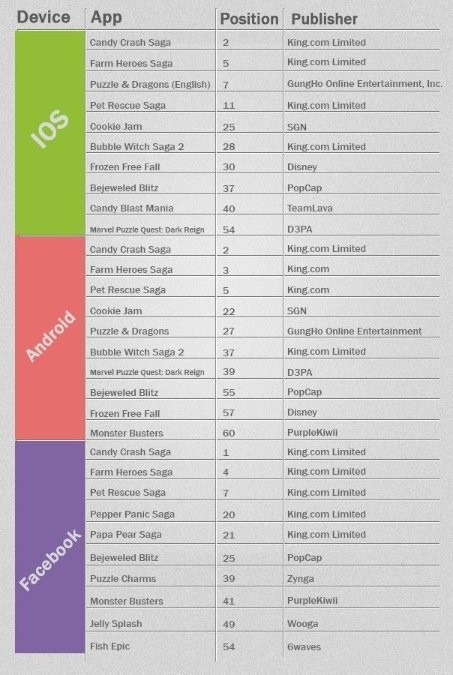 Device App Position Publisher
IOS
Candy Crash Saga 2 King.com Limited
Farm Heroes Saga 5 King.com Limited
Puzzle & Dragons (English) 7 GungHo Online Entertainment, Inc.
Pet Rescue Saga 11 King.com Limited
Cookie Jam 25 SGN
Bubble Witch Saga 2 28 King.com Limited
Frozen Free Fall 30 Disney
Bejeweled Blitz 37 PopCap
Candy Blast Mania 40 TeamLava
Marvel Puzzle Quest: Dark Reign 54 D3PA
Android
Candy Crash Saga 2 King.com Limited
Farm Heroes Saga 3 King.com
Pet Rescue Saga 5 King.com
Cookie Jam 22 SGN
Puzzle & Dragons 27 GungHo Online Entertainment
Bubble Witch Saga 2 37 King.com Limited
Marvel Puzzle Quest: Dark Reign 39 D3PA
Bejeweled Blitz 55 PopCap
Frozen Free Fall 57 Disney
Monster Busters 60 PurpleKiwii
Facebook
Candy Crash Saga 1 King.com Limited
Farm Heroes Saga 4 King.com Limited
Pet Rescue Saga 7 King.com Limited
Pepper Panic Saga 20 King.com Limited
Papa Pear Saga 21 King.com Limited
Bejeweled Blitz 25 PopCap
Puzzle Charms 39 Zynga
Monster Busters 41 PurpleKiwii
Jelly Splash 49 Wooga
Fish Epic 54 6waves